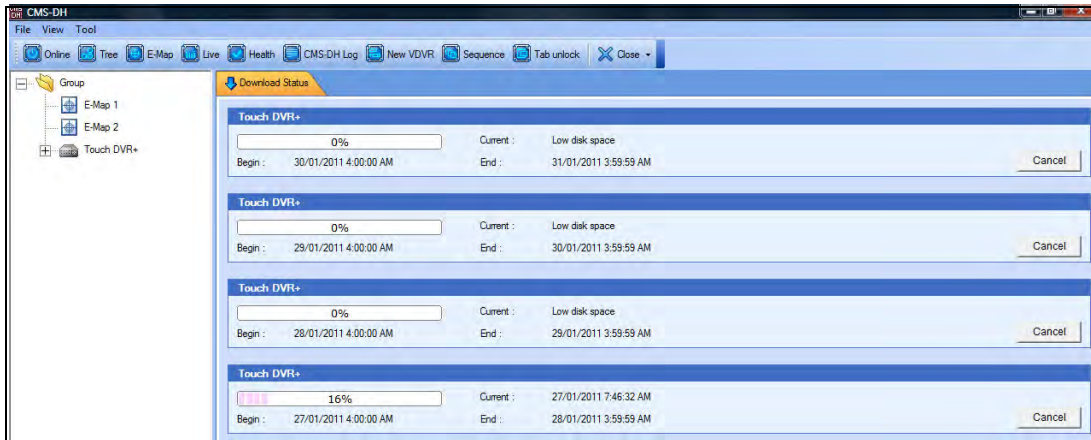 CMS-DH
File View Tool
Online Tree E-Map Live Health CMS-DH Log New VDVR Sequence Tab unlock Close
Group
E-Map 1
E-Map 2
Touch DVR+
Download Status
Touch DVR+
0% Current : Low disk space
Begin : 30/01/2011 4:00:00 AM End : 31/01/2011 3:59:59 AM Cancel
Touch DVR+
0% Current : Low disk space
Begin : 29/01/2011 4:00:00 AM End : 30/01/2011 3:59:59 AM Cancel
Touch DVR+
0% Current : Low disk space
Begin : 28/01/2011 4:00:00 AM End : 29/01/2011 3:59:59 AM Cancel
Touch DVR+
16% Current : 27/01/2011 7:46:32 AM
Begin : 27/01/2011 4:00:00 AM End : 28/01/2011 3:59:59 AM Cancel